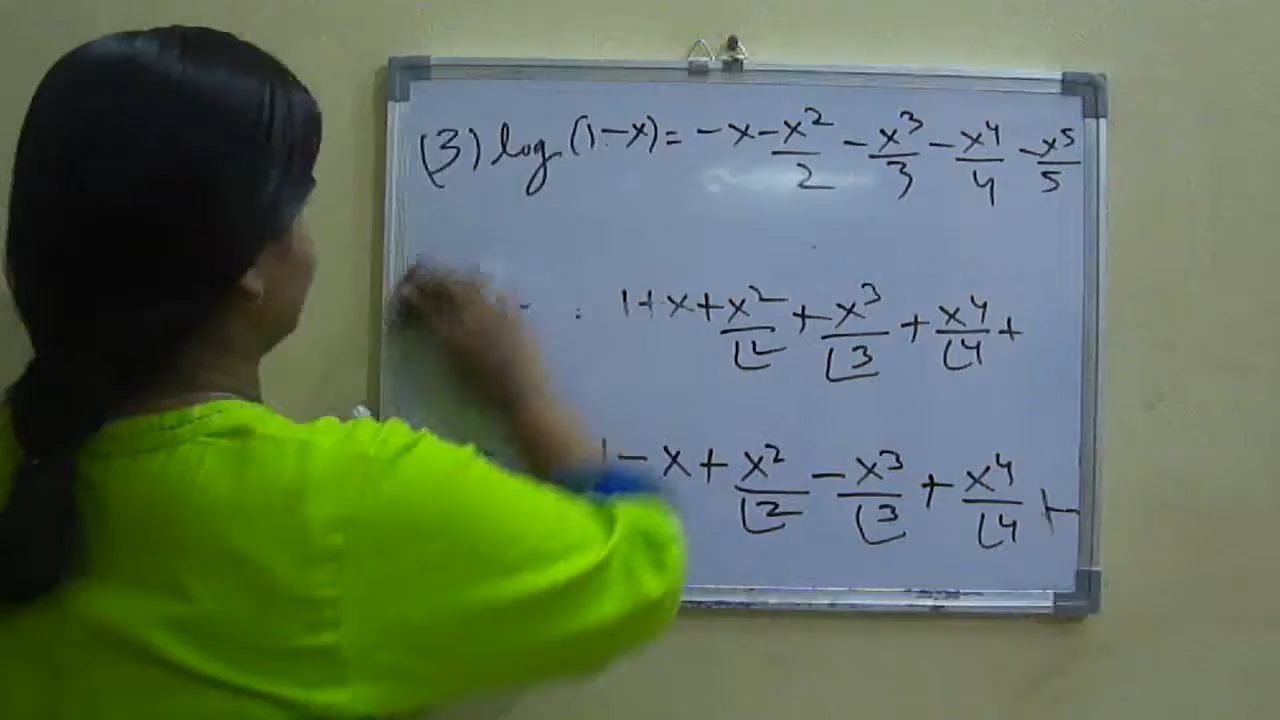 (3) log (1-x) = -x - x²/2 - x³/3 - x⁴/4 - x⁵/5
1+x+x²/⌊2 + x³/⌊3 + x⁴/⌊4 +
1-x+x²/⌊2 - x³/⌊3 + x⁴/⌊4 +